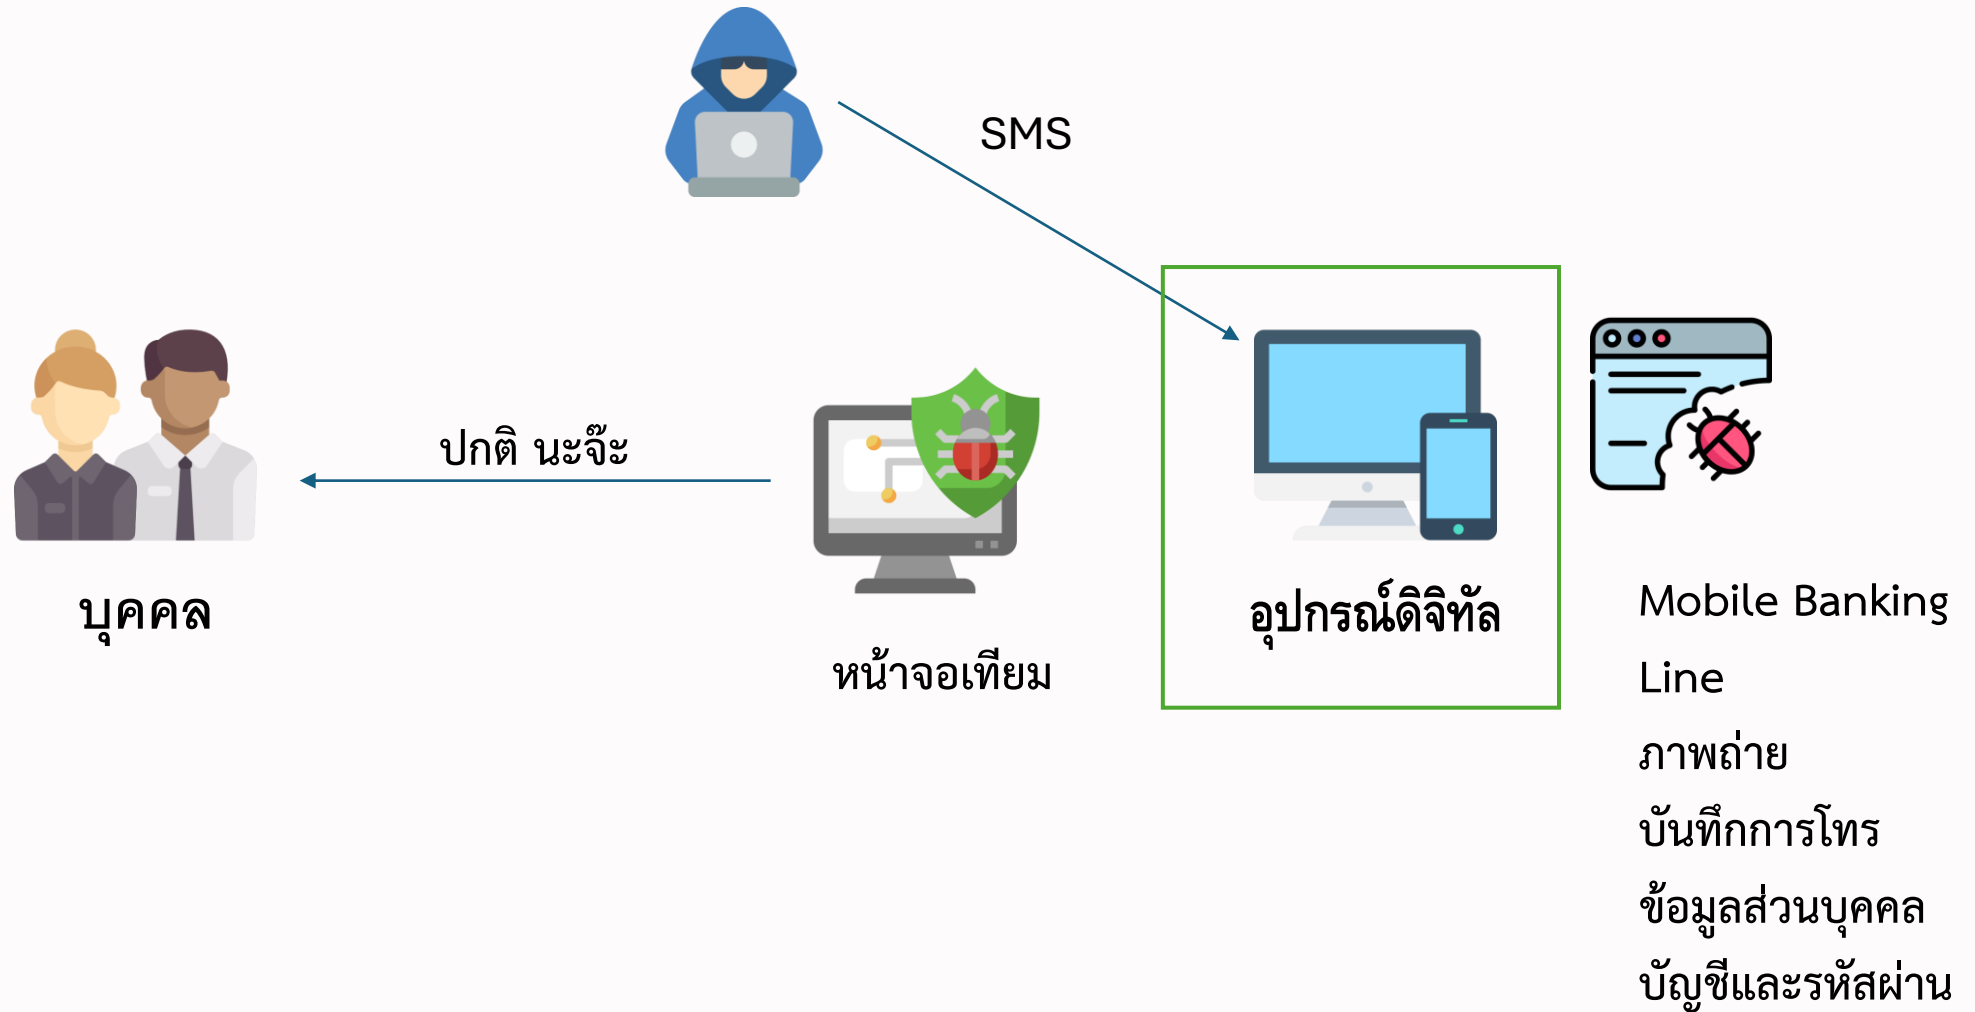 SMS
ปกติ นะจ๊ะ
บุคคล
หน้าจอเทียม
อุปกรณ์ดิจิทัล
Mobile Banking
Line
ภาพถ่าย
บันทึกการโทร
ข้อมูลส่วนบุคคล
บัญชีและรหัสผ่าน